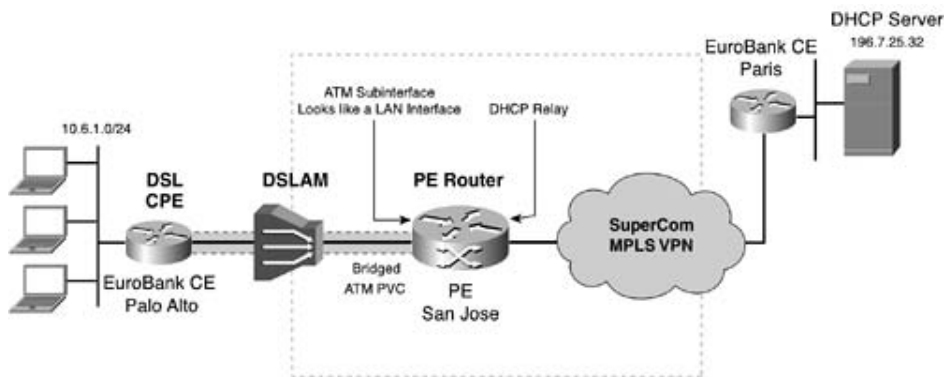 DHCP Server
196.7.25.32
EuroBank CE
Paris
ATM Subinterface
Looks like a LAN Interface
DHCP Relay
10.6.1.0/24
DSL
CPE
DSLAM
PE Router
SuperCom
MPLS VPN
Bridged
ATM PVC
EuroBank CE
Palo Alto
PE
San Jose